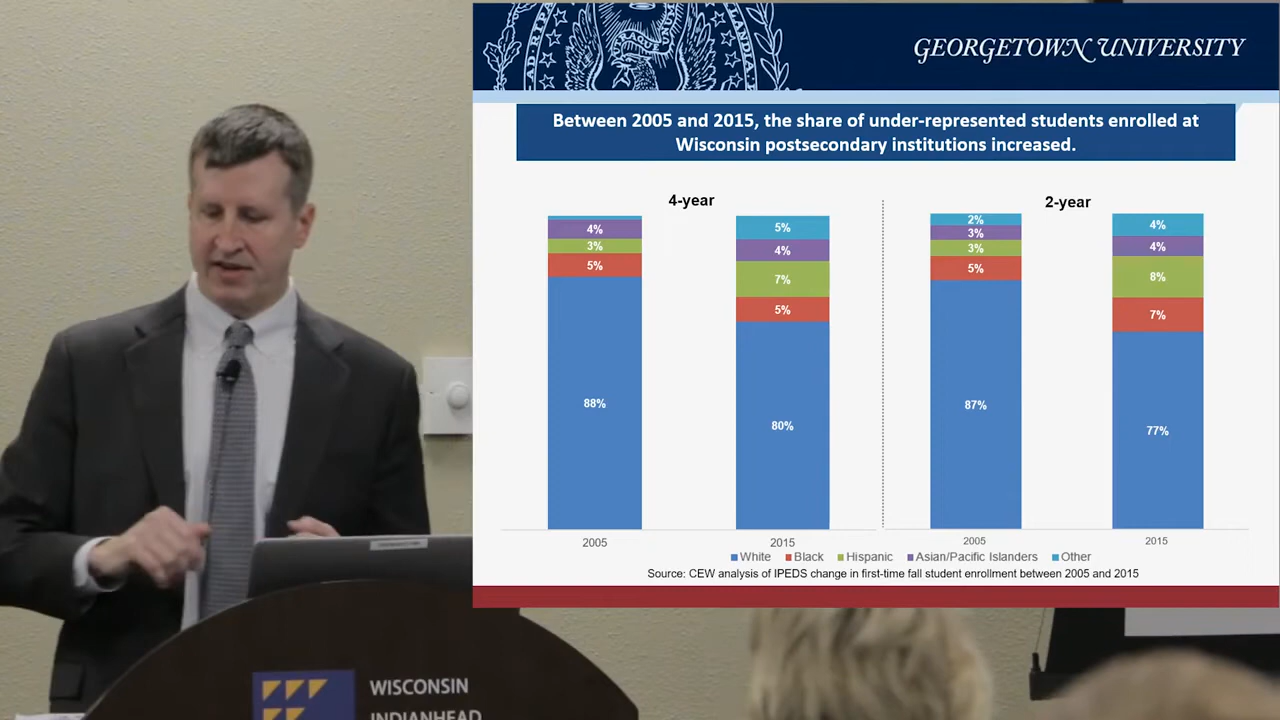 GEORGETOWN UNIVERSITY
Between 2005 and 2015, the share of under-represented students enrolled at
Wisconsin postsecondary institutions increased.
4-year
2-year
4%
3%
5%
88%
2005
5%
4%
7%
5%
80%
2015
2%
3%
3%
5%
87%
2005
4%
4%
8%
7%
77%
2015
White Black Hispanic Asian/Pacific Islanders Other
Source: CEW analysis of IPEDS change in first-time fall student enrollment between 2005 and 2015
WISCONSIN
INDIANHEAD